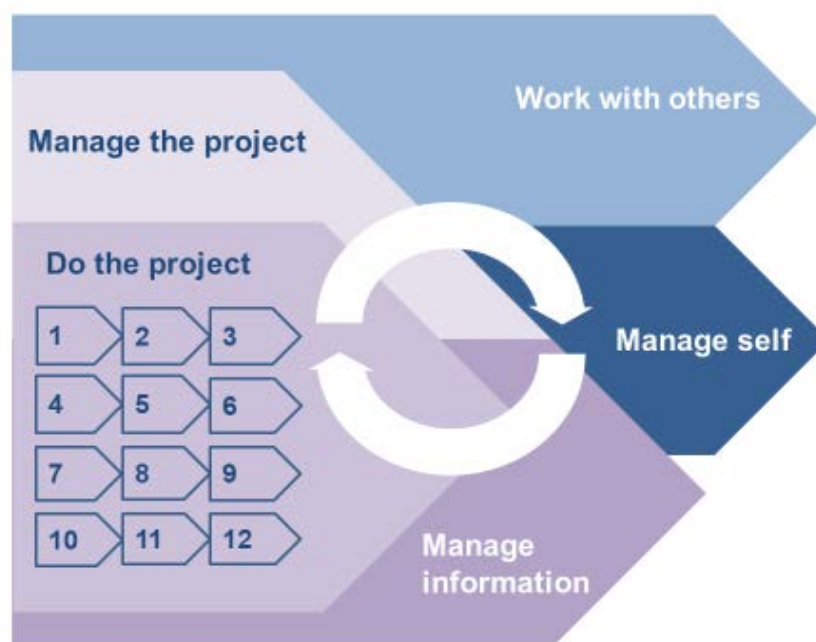 Work with others
Manage the project
Do the project
1 2 3
Manage self
4 5 6
7 8 9
10 11 12
Manage
information